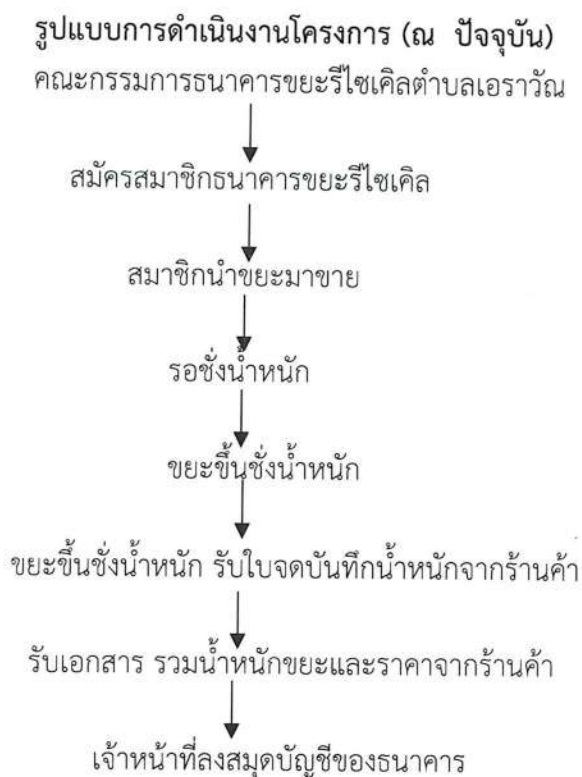 รูปแบบการดำเนินงานโครงการ (ณ ปัจจุบัน)
คณะกรรมการธนาคารขยะรีไซเคิลตำบลเอราวัณ
สมัครสมาชิกธนาคารขยะรีไซเคิล
สมาชิกนำขยะมาขาย
รอชั่งน้ำหนัก
ขยะขึ้นชั่งน้ำหนัก
ขยะขึ้นชั่งน้ำหนัก รับใบจดบันทึกน้ำหนักจากร้านค้า
รับเอกสาร รวมน้ำหนักขยะและราคาจากร้านค้า
เจ้าหน้าที่ลงสมุดบัญชีของธนาคาร